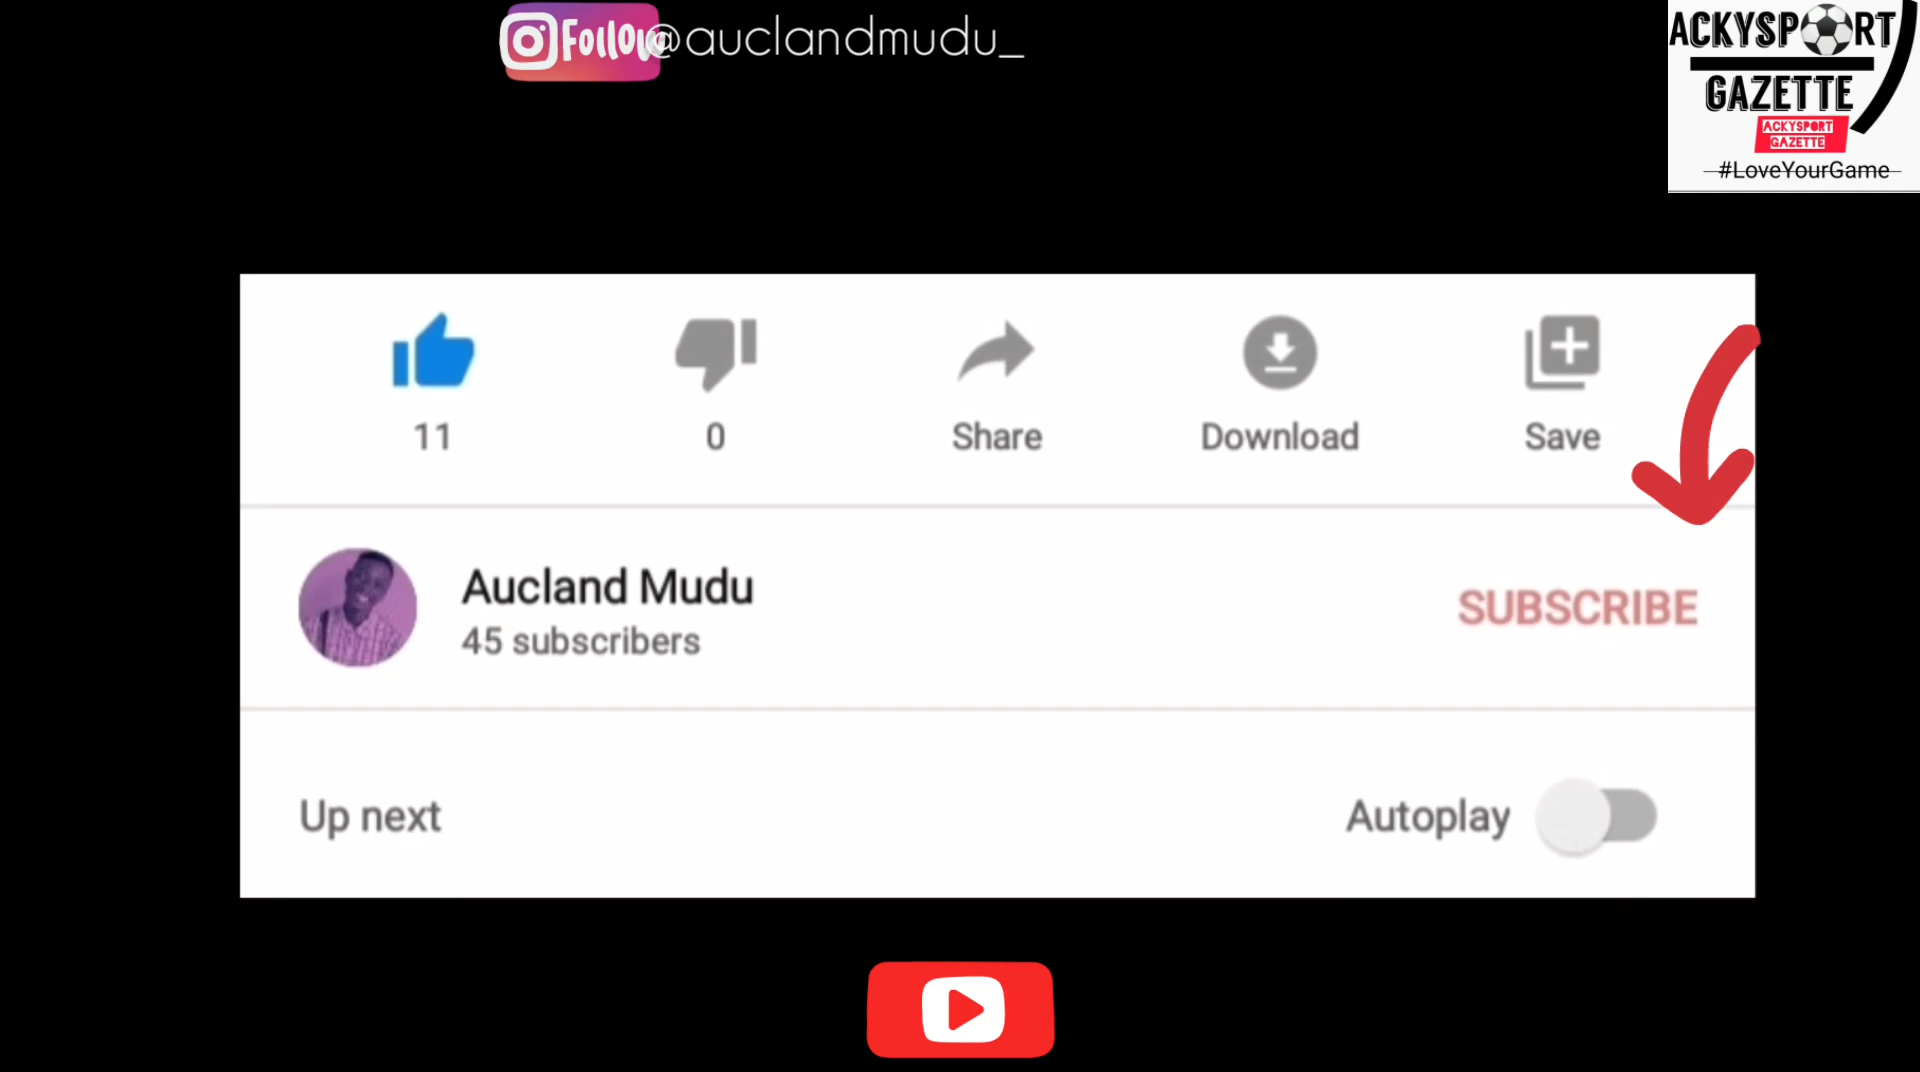 Follow @auclandmudu_
ACKYSPORT
GAZETTE
ACKYSPORT
GAZETTE
#LoveYourGame
11
0
Share
Download
Save
Aucland Mudu
45 subscribers
SUBSCRIBE
Up next
Autoplay